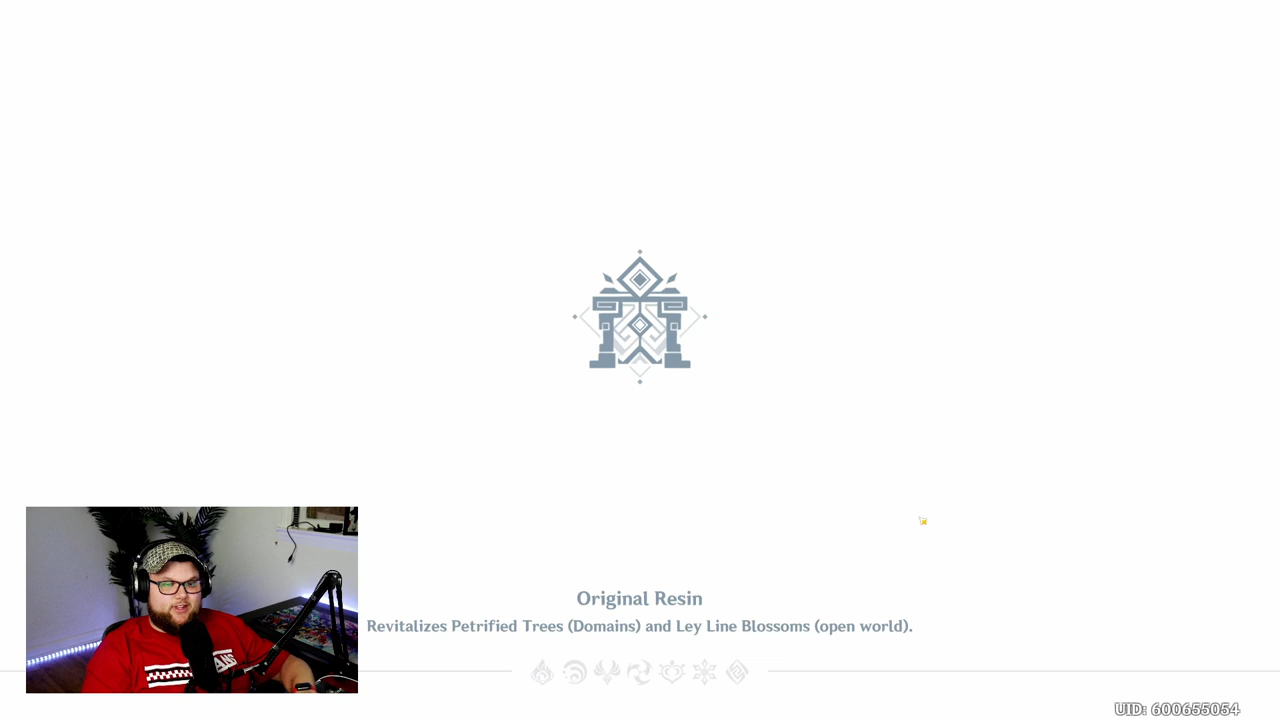 Original Resin
Revitalizes Petrified Trees (Domains) and Ley Line Blossoms (open world).
UID: 600655054